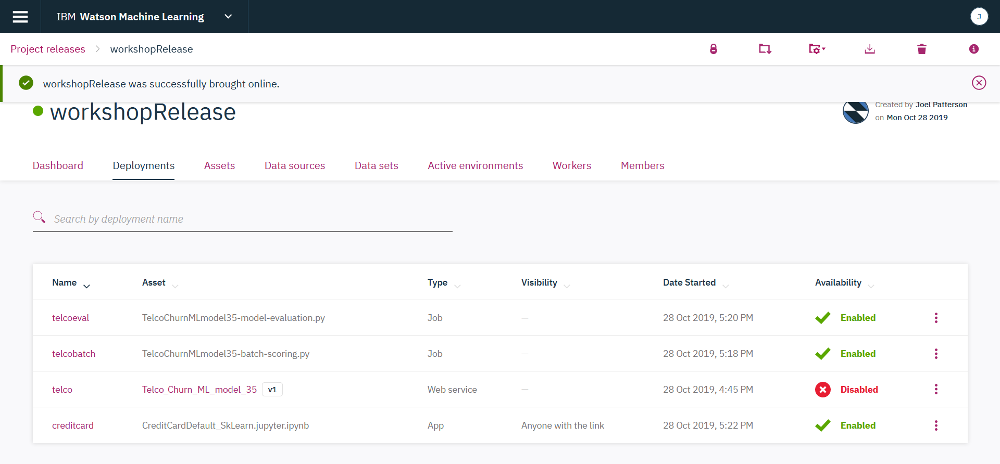 IBM Watson Machine Learning
J
Project releases > workshopRelease
workshopRelease was successfully brought online.
workshopRelease
Created by Joel Patterson
on Mon Oct 28 2019
Dashboard Deployments Assets Data sources Data sets Active environments Workers Members
Search by deployment name
Name Asset Type Visibility Date Started Availability
telcoeval TelcoChurnMLmodel35-model-evaluation.py Job — 28 Oct 2019, 5:20 PM Enabled
telcobatch TelcoChurnMLmodel35-batch-scoring.py Job — 28 Oct 2019, 5:18 PM Enabled
telco Telco_Churn_ML_model_35 v1 Web service — 28 Oct 2019, 4:45 PM Disabled
creditcard CreditCardDefault_SkLearn.jupyter.ipynb App Anyone with the link 28 Oct 2019, 5:22 PM Enabled